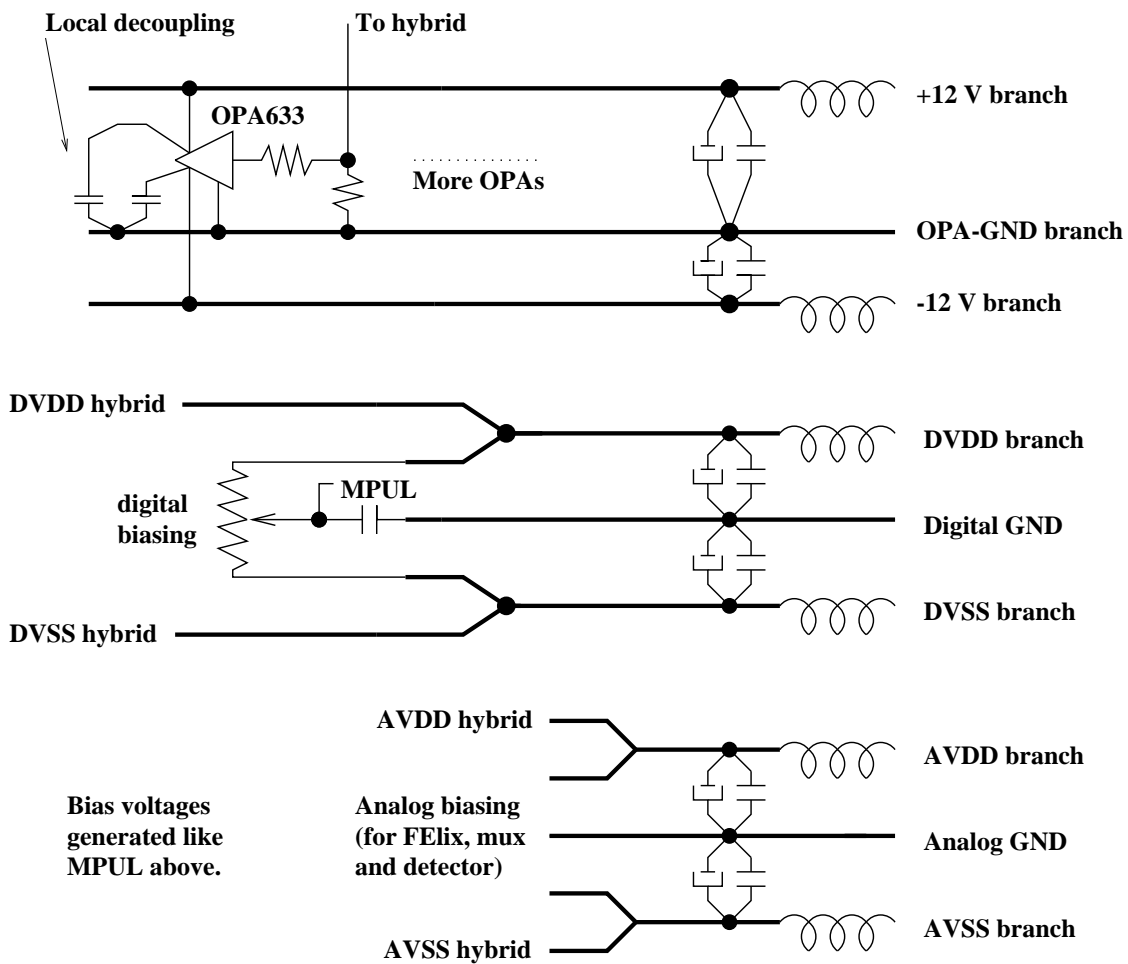 Local decoupling
To hybrid
+12 V branch
OPA633
More OPAs
OPA-GND branch
-12 V branch
DVDD hybrid
DVDD branch
MPUL
digital
biasing
Digital GND
DVSS hybrid
DVSS branch
AVDD hybrid
AVDD branch
Bias voltages
generated like
MPUL above.
Analog biasing
(for FElix, mux
and detector)
Analog GND
AVSS hybrid
AVSS branch